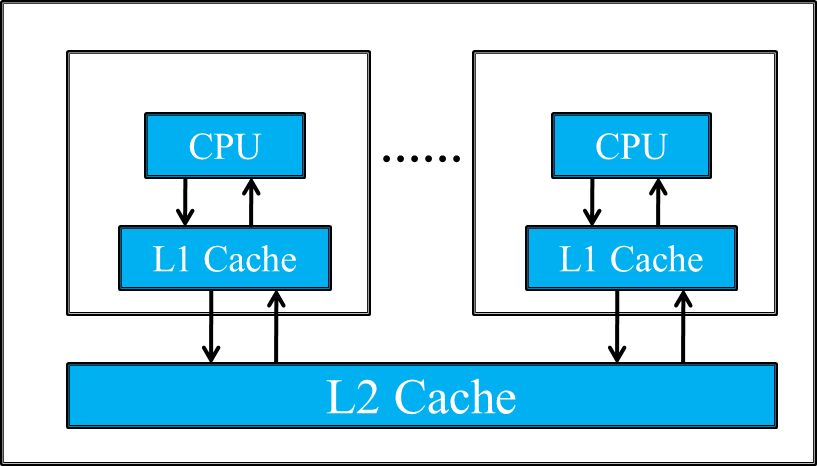 CPU
......
CPU
L1 Cache
L1 Cache
L2 Cache